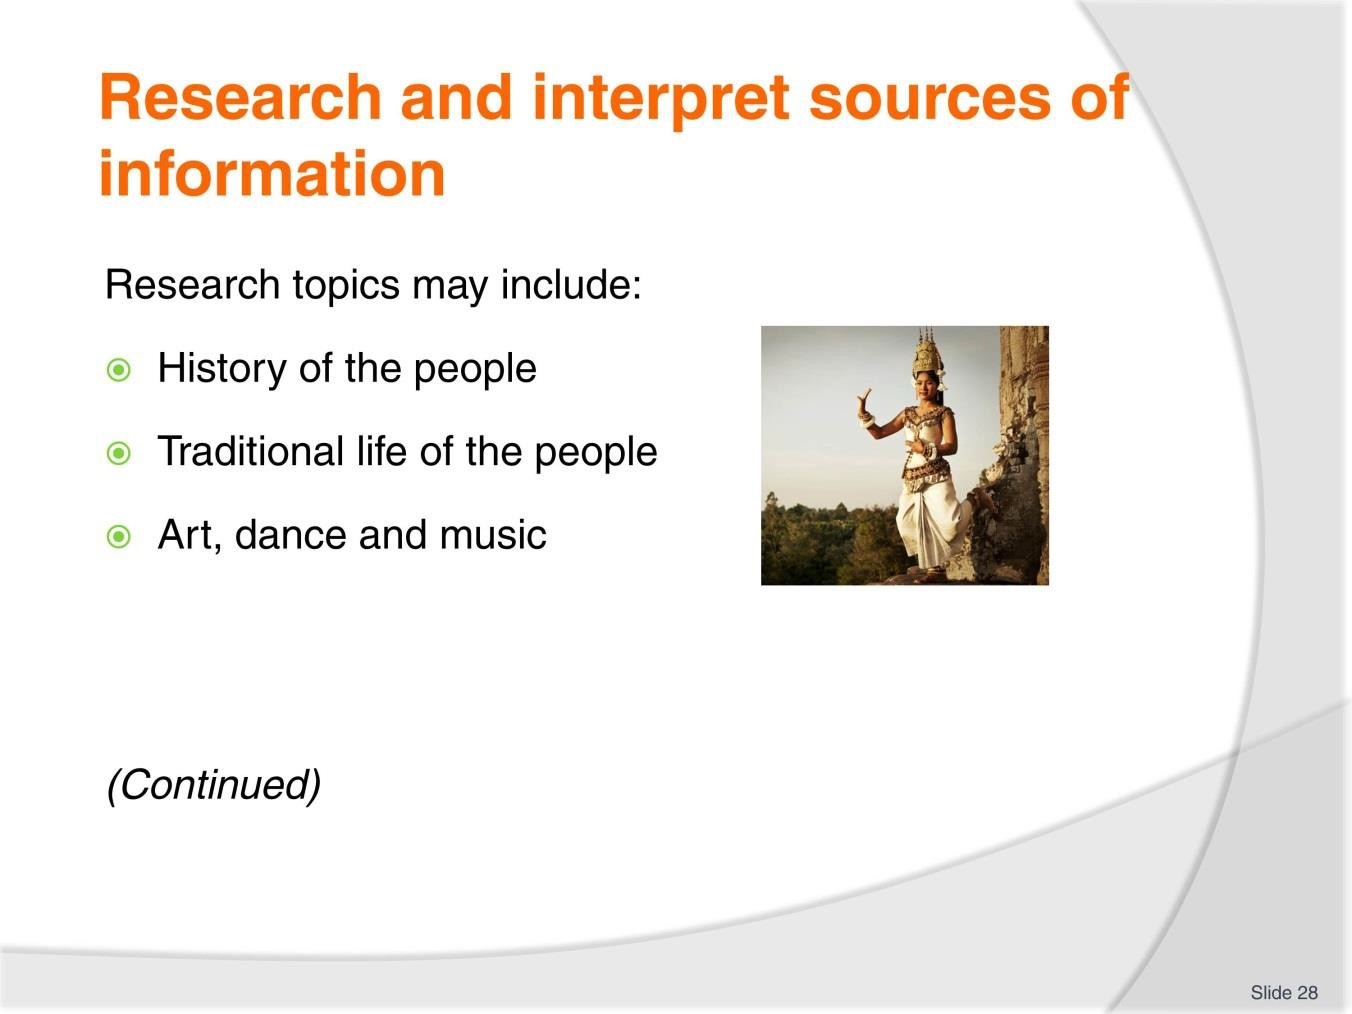 Research and interpret sources of
information
Research topics may include:
History of the people
Traditional life of the people
Art, dance and music
(Continued)
Slide 28